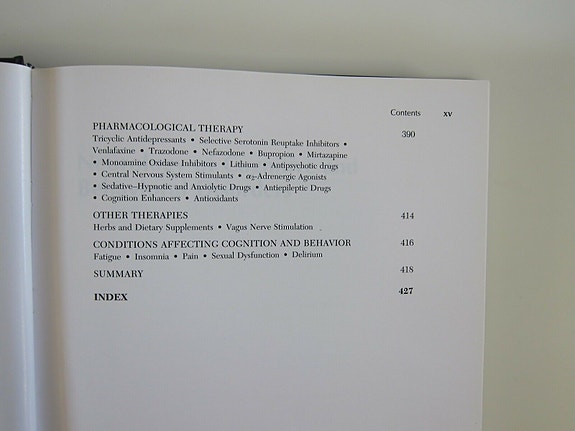 Contents xv
PHARMACOLOGICAL THERAPY 390
Tricyclic Antidepressants • Selective Serotonin Reuptake Inhibitors •
Venlafaxine • Trazodone • Nefazodone • Bupropion • Mirtazapine
• Monoamine Oxidase Inhibitors • Lithium • Antipsychotic drugs
• Central Nervous System Stimulants • α₂-Adrenergic Agonists
• Sedative–Hypnotic and Anxiolytic Drugs • Antiepileptic Drugs
• Cognition Enhancers • Antioxidants
OTHER THERAPIES 414
Herbs and Dietary Supplements • Vagus Nerve Stimulation
CONDITIONS AFFECTING COGNITION AND BEHAVIOR 416
Fatigue • Insomnia • Pain • Sexual Dysfunction • Delirium
SUMMARY 418
INDEX 427